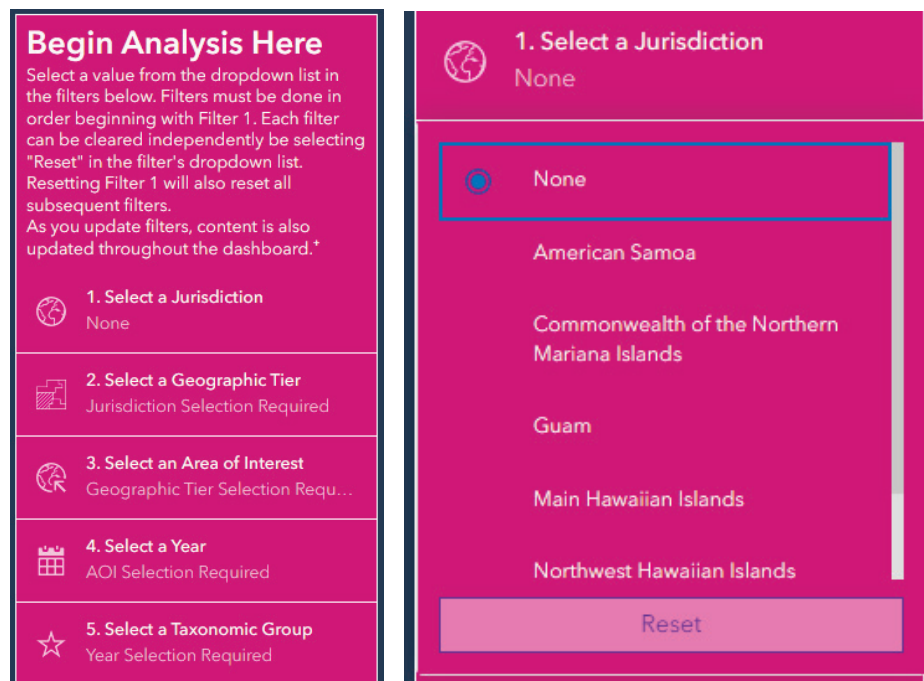 Begin Analysis Here
Select a value from the dropdown list in
the filters below. Filters must be done in
order beginning with Filter 1. Each filter
can be cleared independently be selecting
"Reset" in the filter's dropdown list.
Resetting Filter 1 will also reset all
subsequent filters.
As you update filters, content is also
updated throughout the dashboard.⁺
1. Select a Jurisdiction
None
2. Select a Geographic Tier
Jurisdiction Selection Required
3. Select an Area of Interest
Geographic Tier Selection Requ...
4. Select a Year
AOI Selection Required
5. Select a Taxonomic Group
Year Selection Required
1. Select a Jurisdiction
None
None
American Samoa
Commonwealth of the Northern
Mariana Islands
Guam
Main Hawaiian Islands
Northwest Hawaiian Islands
Reset